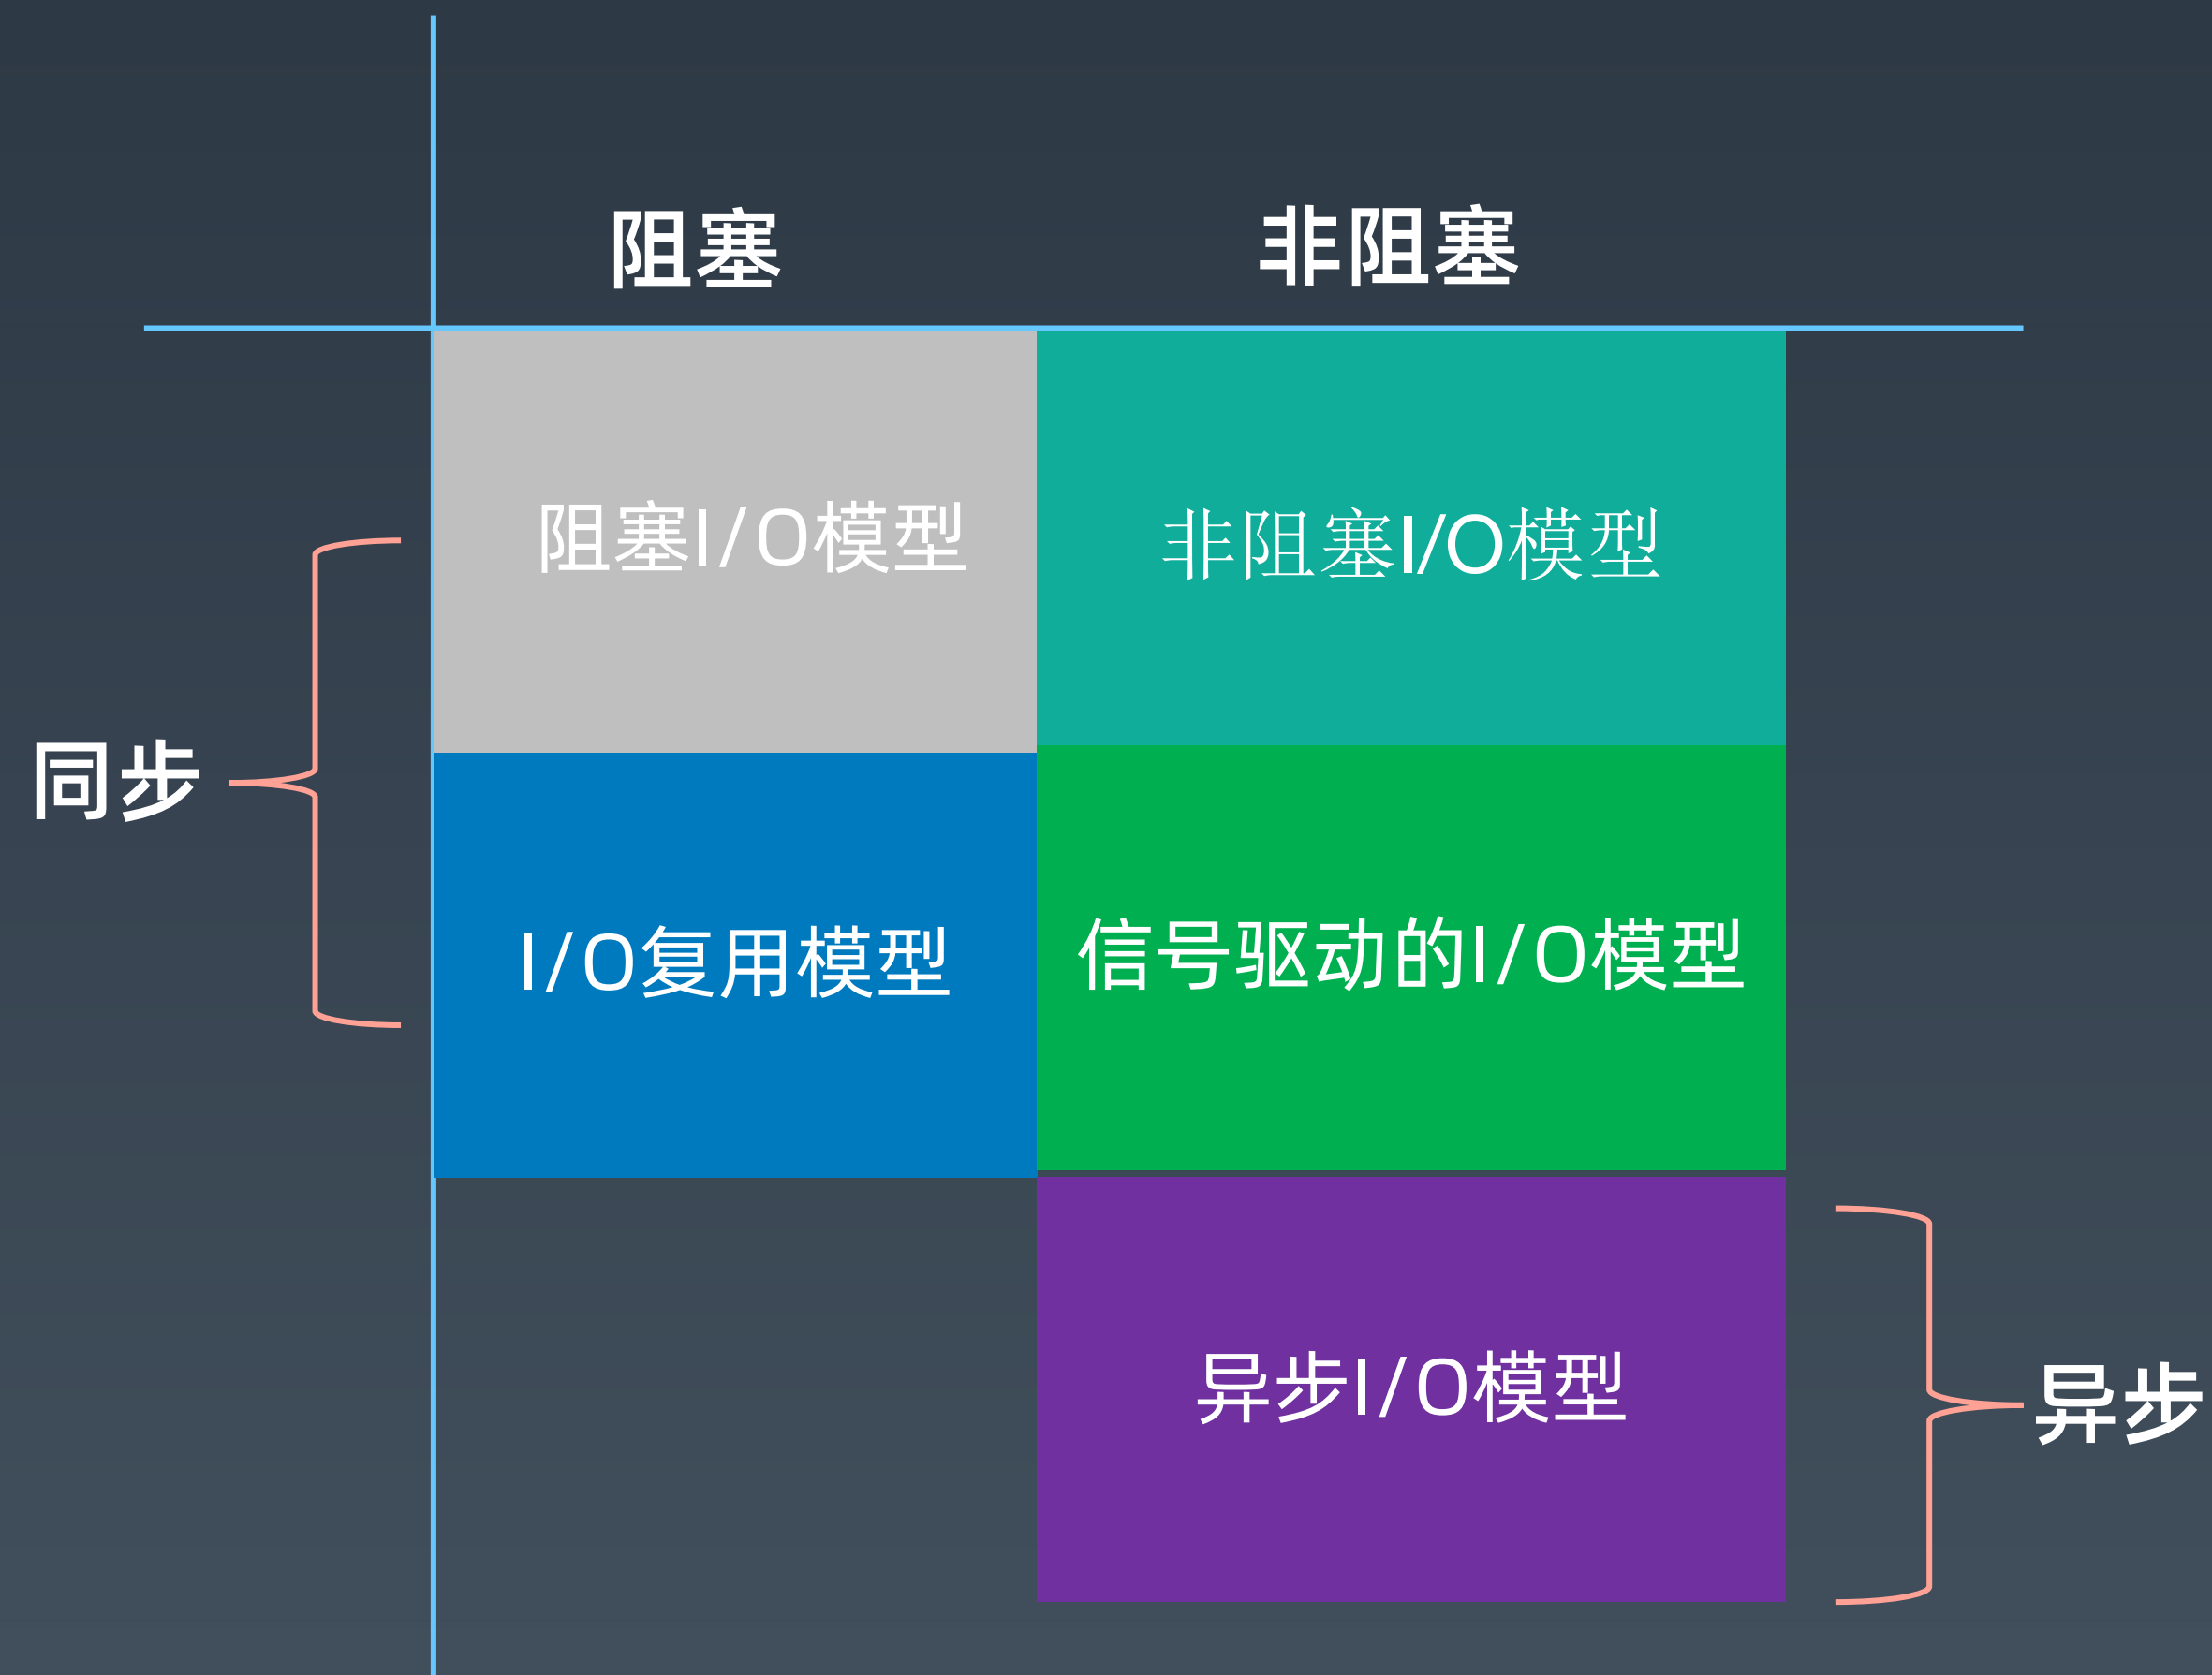 阻塞
非阻塞
阻塞I/O模型
非阻塞I/O模型
同步
I/O复用模型
信号驱动的I/O模型
异步I/O模型
异步